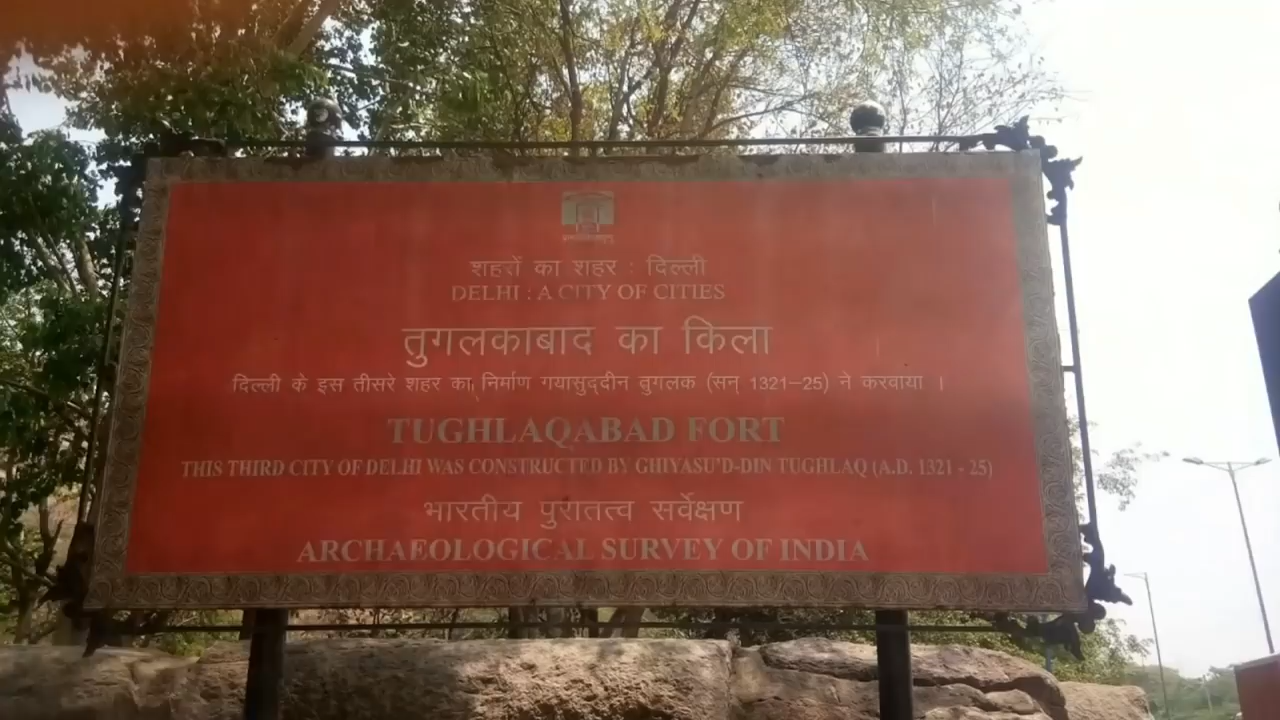 शहरों का शहर : दिल्ली
DELHI : A CITY OF CITIES
तुगलकाबाद का किला
दिल्ली के इस तीसरे शहर का निर्माण गयासुद्दीन तुगलक (सन् 1321–25) ने करवाया ।
TUGHLAQABAD FORT
THIS THIRD CITY OF DELHI WAS CONSTRUCTED BY GHIYASU'D-DIN TUGHLAQ (A.D. 1321 - 25)
भारतीय पुरातत्व सर्वेक्षण
ARCHAEOLOGICAL SURVEY OF INDIA